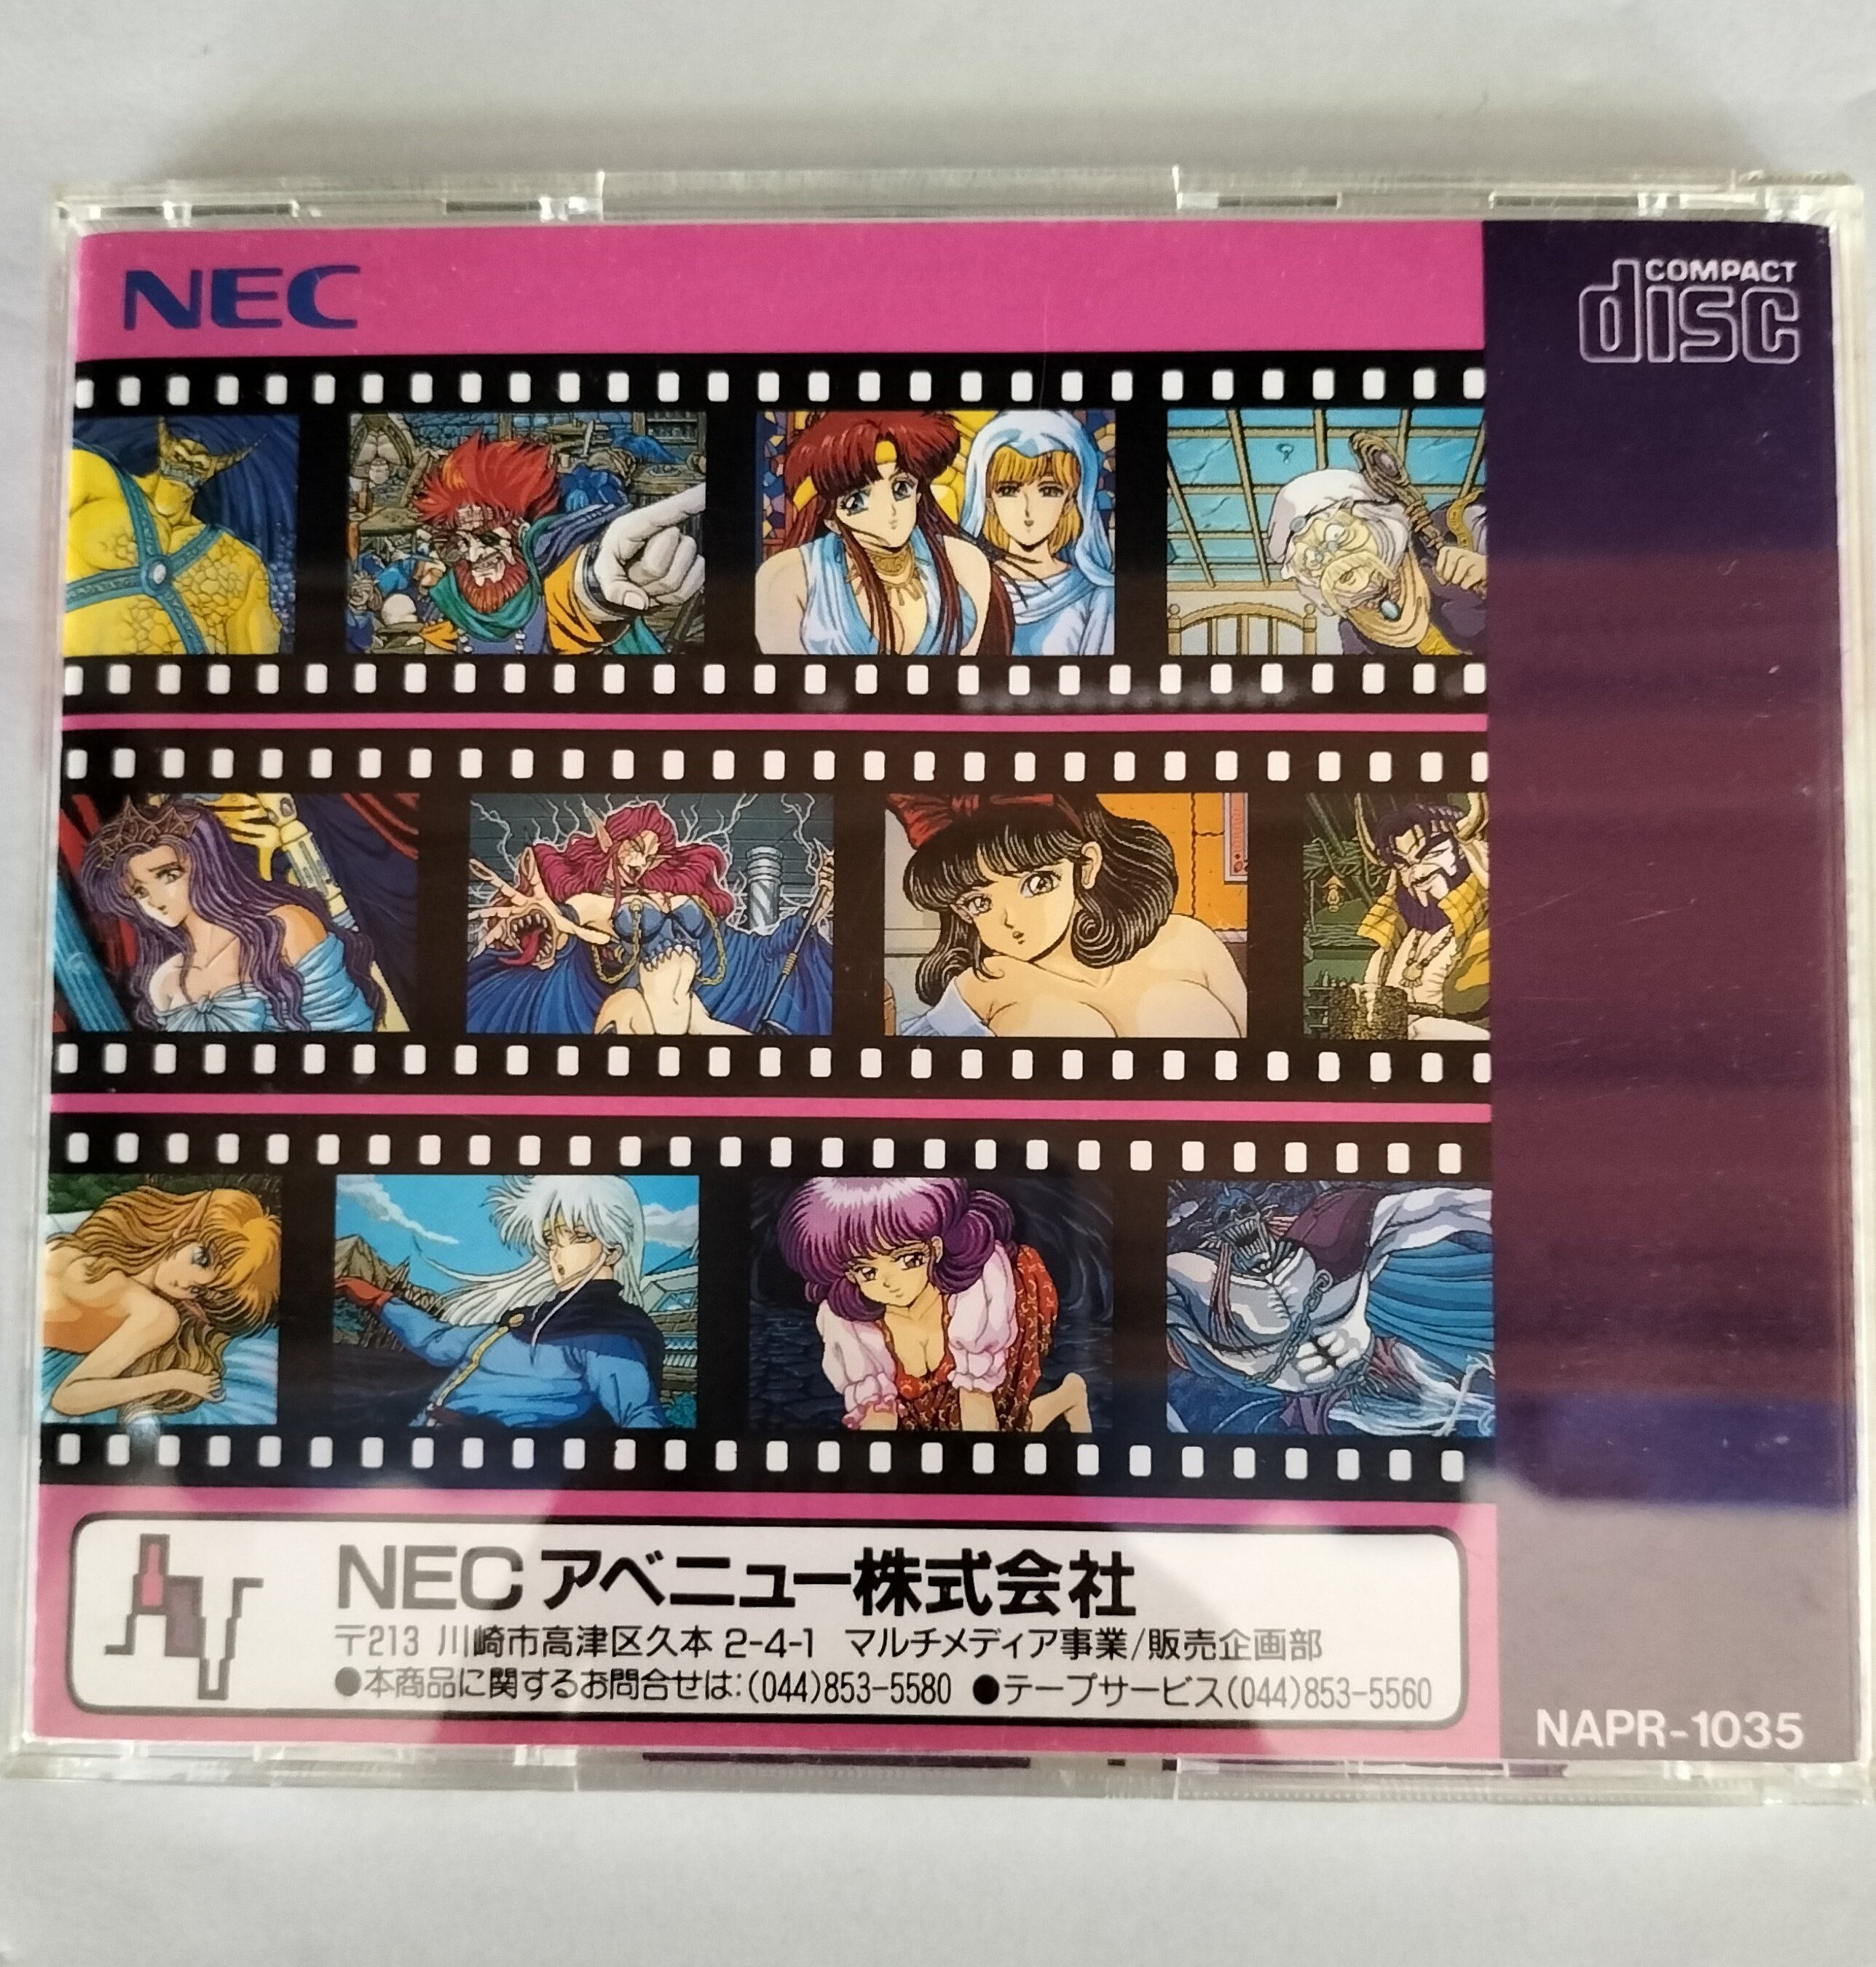 NEC
COMPACT
disc
NEC アベニュー株式会社
〒213 川崎市高津区久本 2-4-1 マルチメディア事業/販売企画部
●本商品に関するお問合せは:(044)853-5580 ●テープサービス(044)853-5560
NAPR-1035